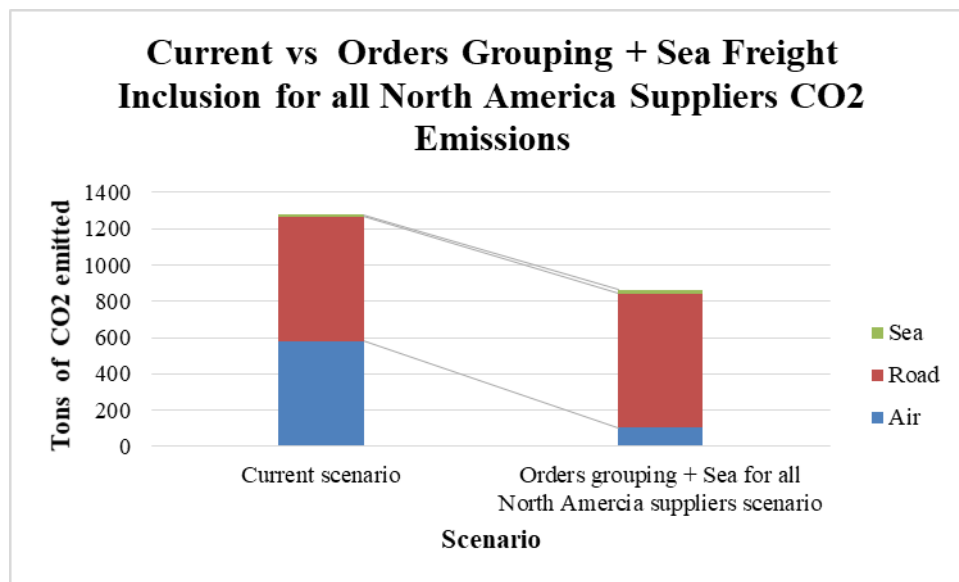 Current vs Orders Grouping + Sea Freight
Inclusion for all North America Suppliers CO2
Emissions
Tons of CO2 emitted
1400
1200
1000
800
600
400
200
0
Sea
Road
Air
Current scenario
Orders grouping + Sea for all
North Amercia suppliers scenario
Scenario